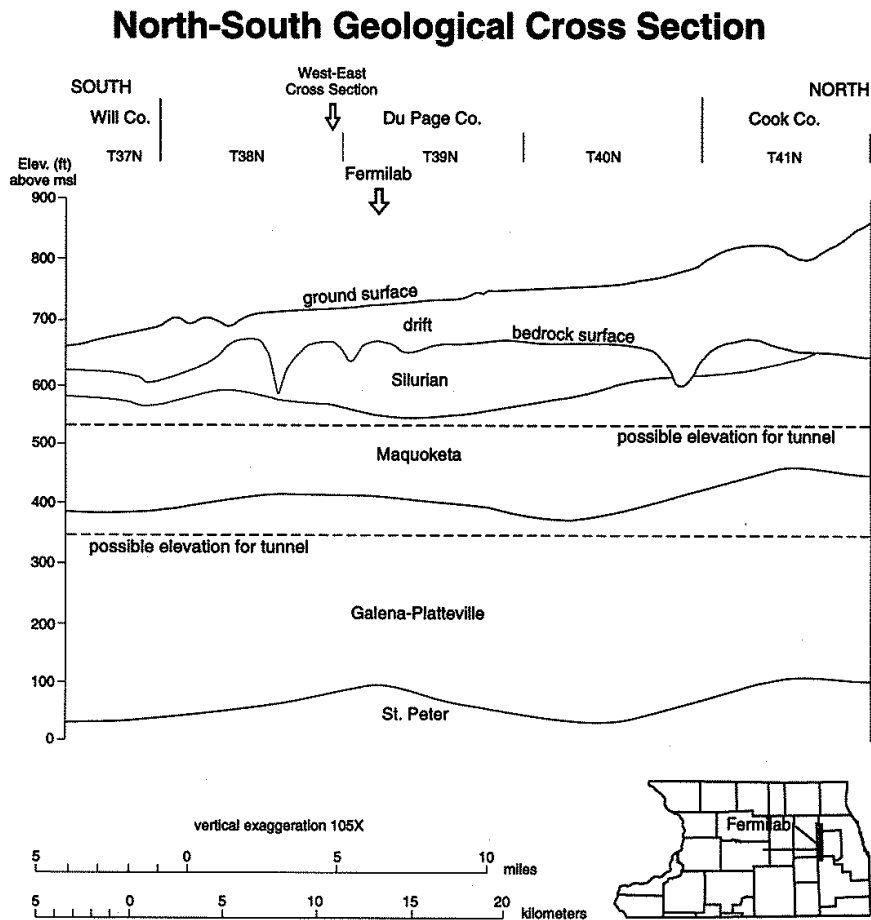 North-South Geological Cross Section
SOUTH
West-East
Cross Section
NORTH
Will Co.
Du Page Co.
Cook Co.
T37N
T38N
T39N
T40N
T41N
Elev. (ft)
above msl
Fermilab
900
800
ground surface
700
drift
bedrock surface
Silurian
600
possible elevation for tunnel
500
Maquoketa
400
possible elevation for tunnel
300
Galena-Platteville
200
100
St. Peter
0
vertical exaggeration 105X
Fermilab
5 0 5 10 miles
5 0 5 10 15 20 kilometers